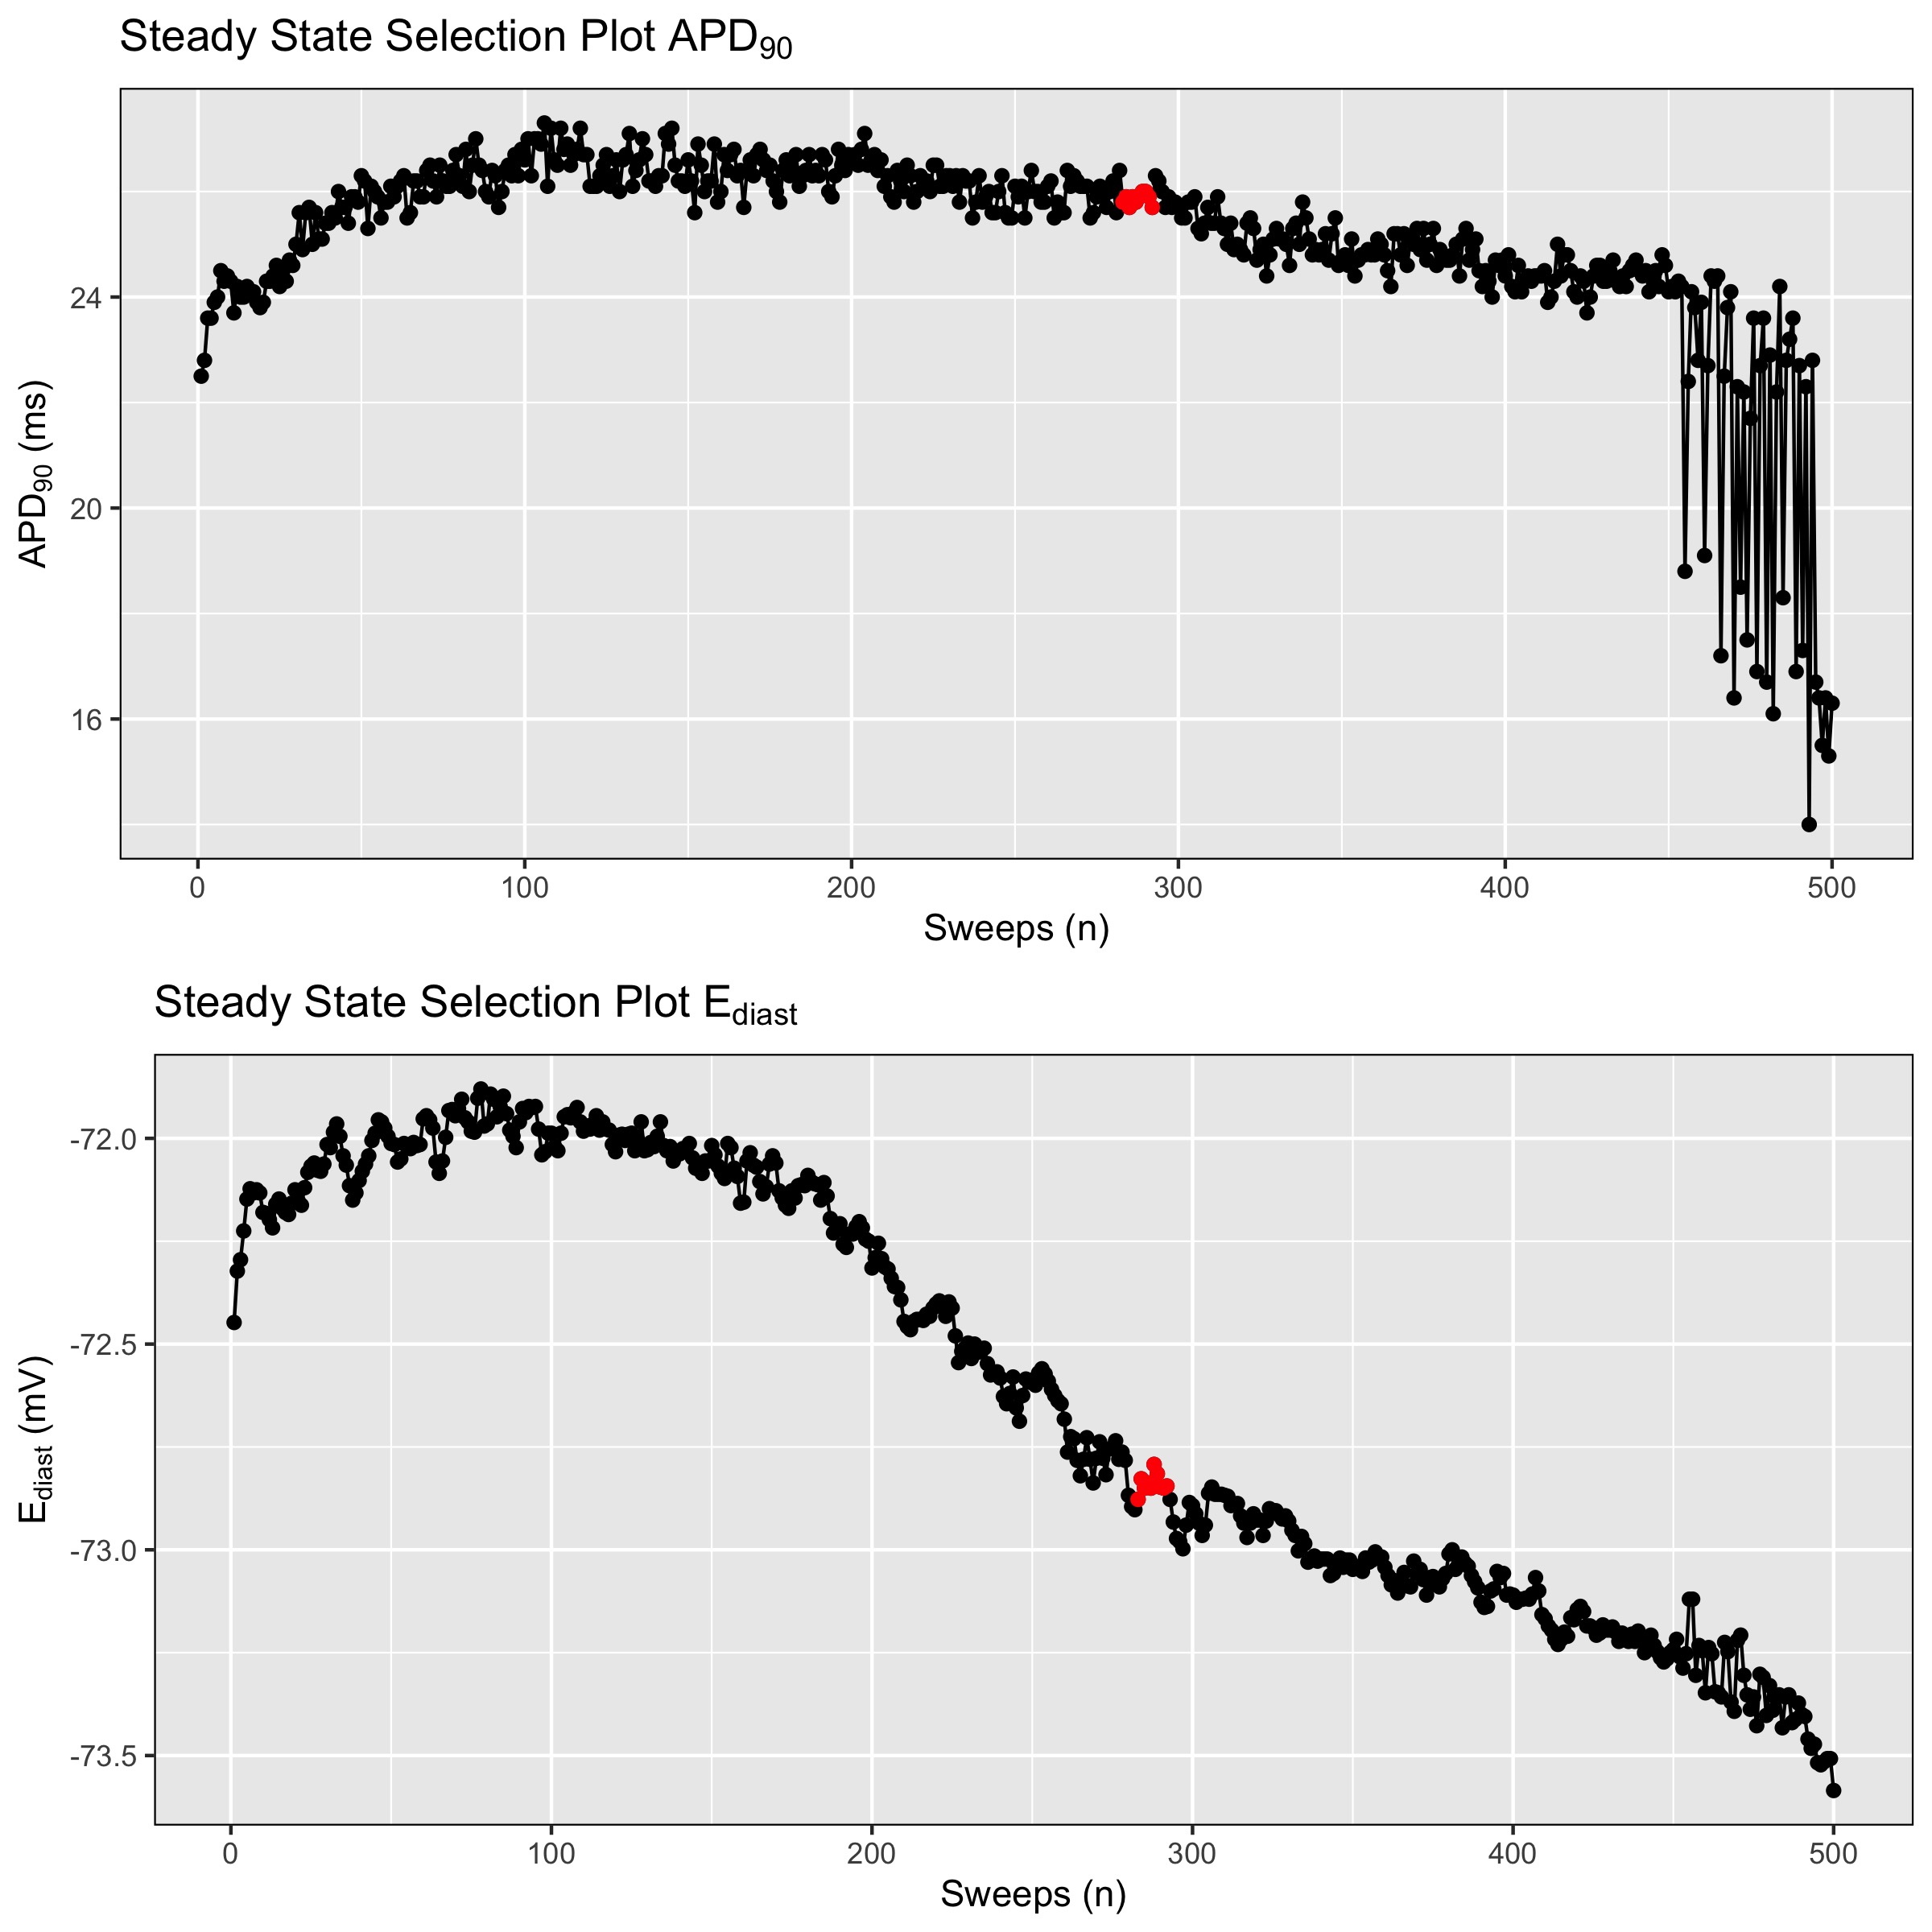 Steady State Selection Plot APD90
24
20
16
APD90 (ms)
0 100 200 300 400 500
Sweeps (n)
Steady State Selection Plot Ediast
-72.0
-72.5
-73.0
-73.5
Ediast (mV)
0 100 200 300 400 500
Sweeps (n)